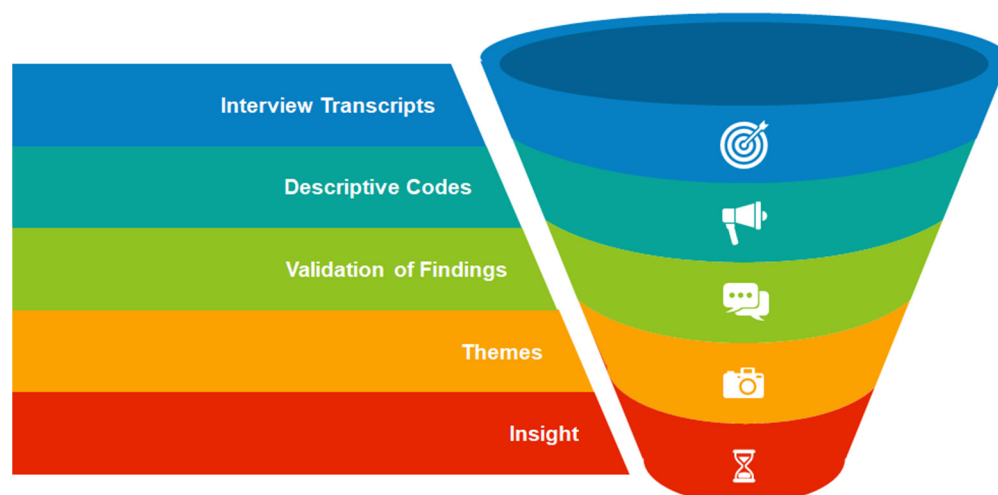 Interview Transcripts
Descriptive Codes
Validation of Findings
Themes
Insight